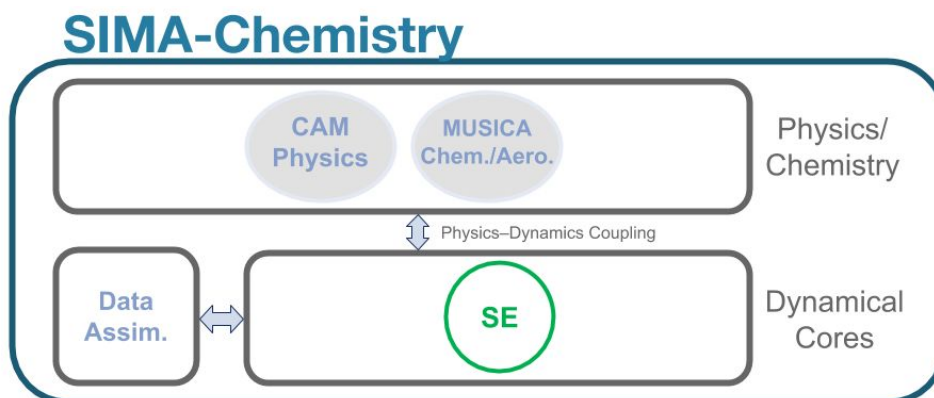 SIMA-Chemistry
CAM
Physics
MUSICA
Chem./Aero.
Physics/
Chemistry
Physics–Dynamics Coupling
Data
Assim.
SE
Dynamical
Cores